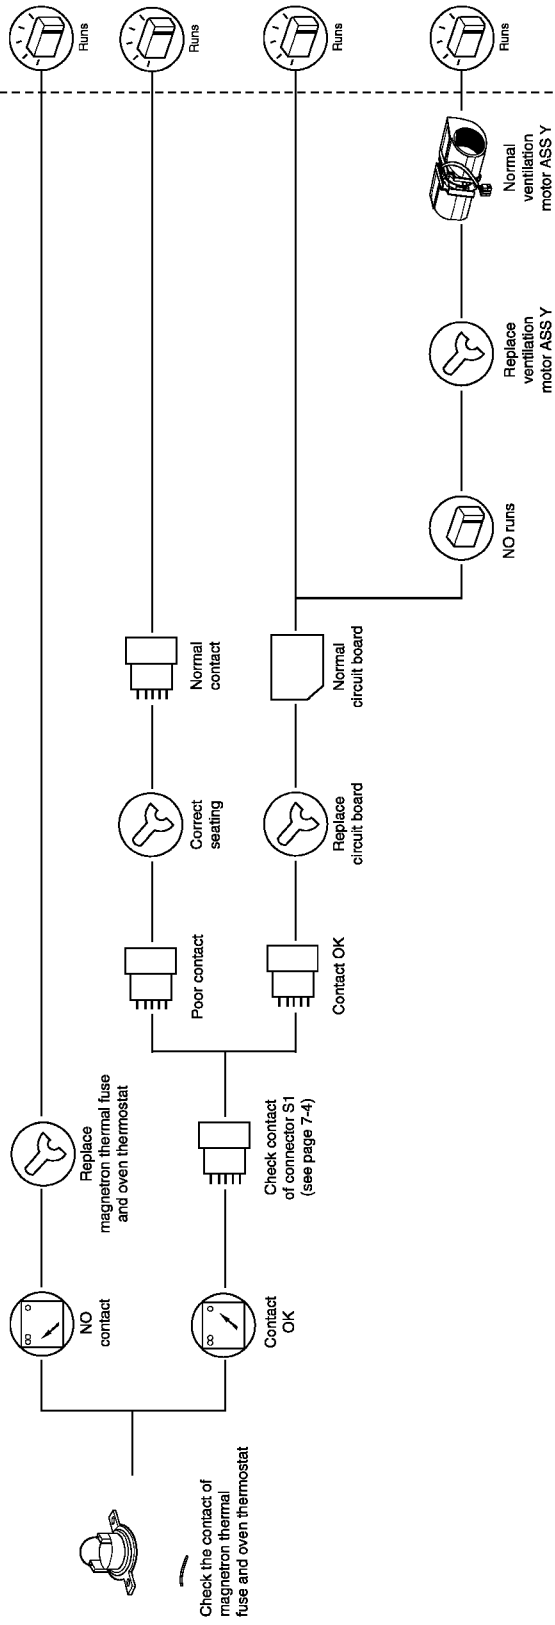 Check the contact of
magnetron thermal
fuse and oven thermostat
NO
contact
Replace
magnetron thermal fuse
and oven thermostat
Runs
Contact
OK
Check contact
of connector S1
(see page 7-4)
Poor contact
Correct
seating
Normal
contact
Runs
Contact OK
Replace
circuit board
Normal
circuit board
Runs
NO runs
Replace
ventilation
motor ASS Y
Normal
ventilation
motor ASS Y
Runs